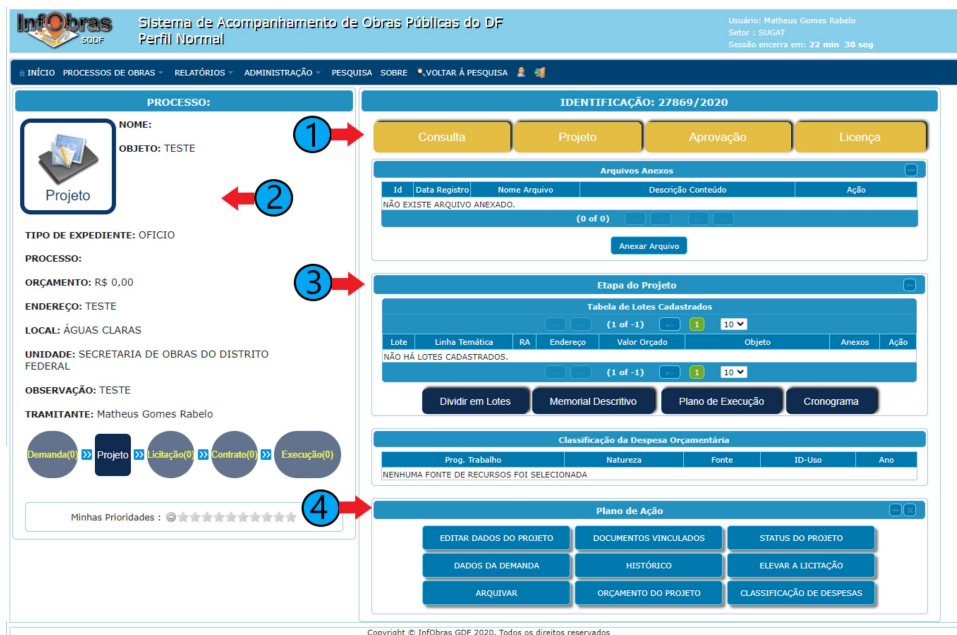 InfObras
SODF
Sistema de Acompanhamento de Obras Públicas do DF
Perfil Normal
Usuário: Matheus Gomes Rabelo
Setor : SUGAT
Sessão encerra em: 22 min 38 seg
INÍCIO PROCESSOS DE OBRAS RELATÓRIOS ADMINISTRAÇÃO PESQUISA SOBRE VOLTAR À PESQUISA
PROCESSO:
Projeto
NOME:
OBJETO: TESTE
2
TIPO DE EXPEDIENTE: OFICIO
PROCESSO:
ORÇAMENTO: R$ 0,00
ENDEREÇO: TESTE
LOCAL: ÁGUAS CLARAS
UNIDADE: SECRETARIA DE OBRAS DO DISTRITO
FEDERAL
OBSERVAÇÃO: TESTE
TRAMITANTE: Matheus Gomes Rabelo
Demanda(0) Projeto Licitação(0) Contrato(0) Execução(0)
Minhas Prioridades :
IDENTIFICAÇÃO: 27869/2020
1
Consulta Projeto Aprovação Licença
Arquivos Anexos
Id Data Registro Nome Arquivo Descrição Conteúdo Ação
NÃO EXISTE ARQUIVO ANEXADO.
(0 of 0)
Anexar Arquivo
3
Etapa do Projeto
Tabela de Lotes Cadastrados
(1 of -1) 1 10
Lote Linha Temática RA Endereço Valor Orçado Objeto Anexos Ação
NÃO HÁ LOTES CADASTRADOS.
(1 of -1) 1 10
Dividir em Lotes Memorial Descritivo Plano de Execução Cronograma
Classificação da Despesa Orçamentária
Prog. Trabalho Natureza Fonte ID-Uso Ano
NENHUMA FONTE DE RECURSOS FOI SELECIONADA
4
Plano de Ação
EDITAR DADOS DO PROJETO DOCUMENTOS VINCULADOS STATUS DO PROJETO
DADOS DA DEMANDA HISTÓRICO ELEVAR A LICITAÇÃO
ARQUIVAR ORÇAMENTO DO PROJETO CLASSIFICAÇÃO DE DESPESAS
Copyright © InfObras GDF 2020. Todos os direitos reservados